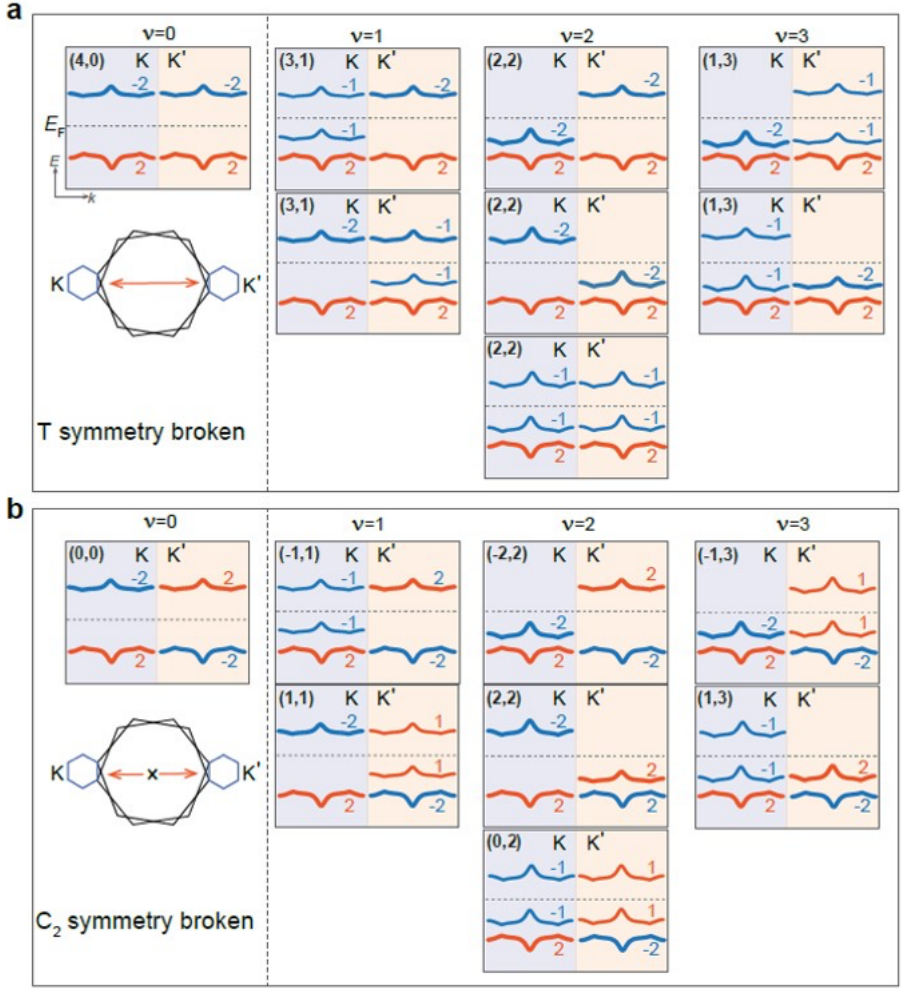 a
ν=0
ν=1
ν=2
ν=3
(4,0) K K'
-2 -2
E_F
2 2
E
k
(3,1) K K'
-1 -2
-1
2 2
(2,2) K K'
-2
-2
2 2
(1,3) K K'
-1
-2 -1
2 2
(3,1) K K'
-2 -1
-1
2 2
(2,2) K K'
-2
-2
2 2
(1,3) K K'
-1
-1 -2
2 2
K K'
(2,2) K K'
-1 -1
-1 -1
2 2
T symmetry broken
b
ν=0
ν=1
ν=2
ν=3
(0,0) K K'
-2 2
2 -2
(-1,1) K K'
-1 2
-1
2 -2
(-2,2) K K'
2
-2
2 -2
(-1,3) K K'
1
-2 1
2 -2
(1,1) K K'
-2 1
1
2 -2
(2,2) K K'
-2
2
2 2
(1,3) K K'
-1
-1 2
2 -2
K x K'
(0,2) K K'
-1 1
-1 1
2 -2
C₂ symmetry broken